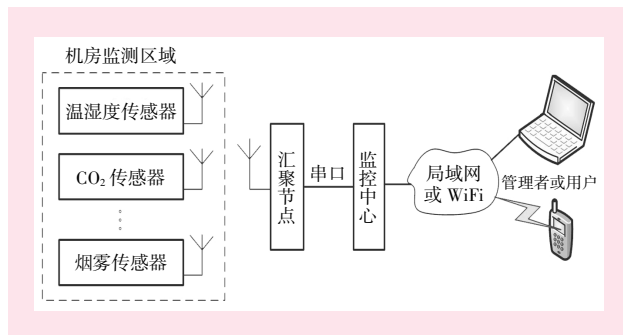 机房监测区域
温湿度传感器
CO₂ 传感器
烟雾传感器
汇聚节点
串口
监控中心
局域网
或 WiFi
管理者或用户